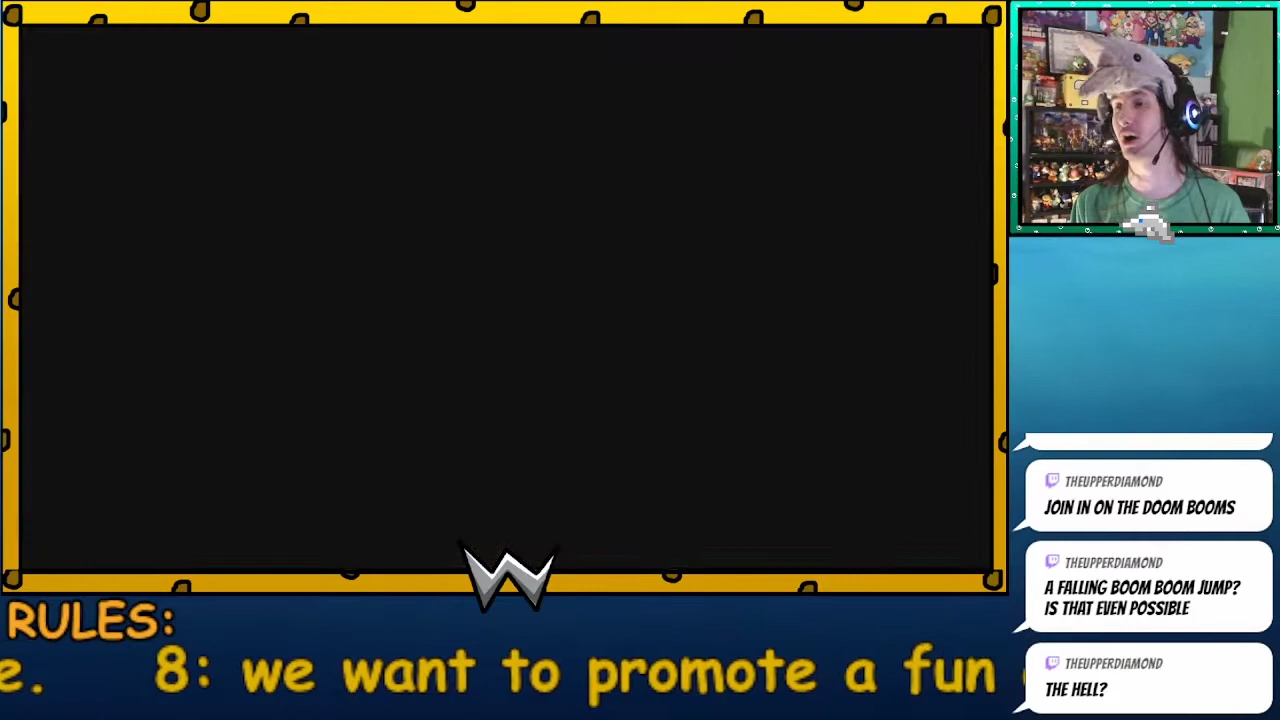 THEUPPERDIAMOND
JOIN IN ON THE DOOM BOOMS
THEUPPERDIAMOND
A FALLING BOOM BOOM JUMP?
IS THAT EVEN POSSIBLE
THEUPPERDIAMOND
THE HELL?
W
RULES:
e. 8: we want to promote a fun